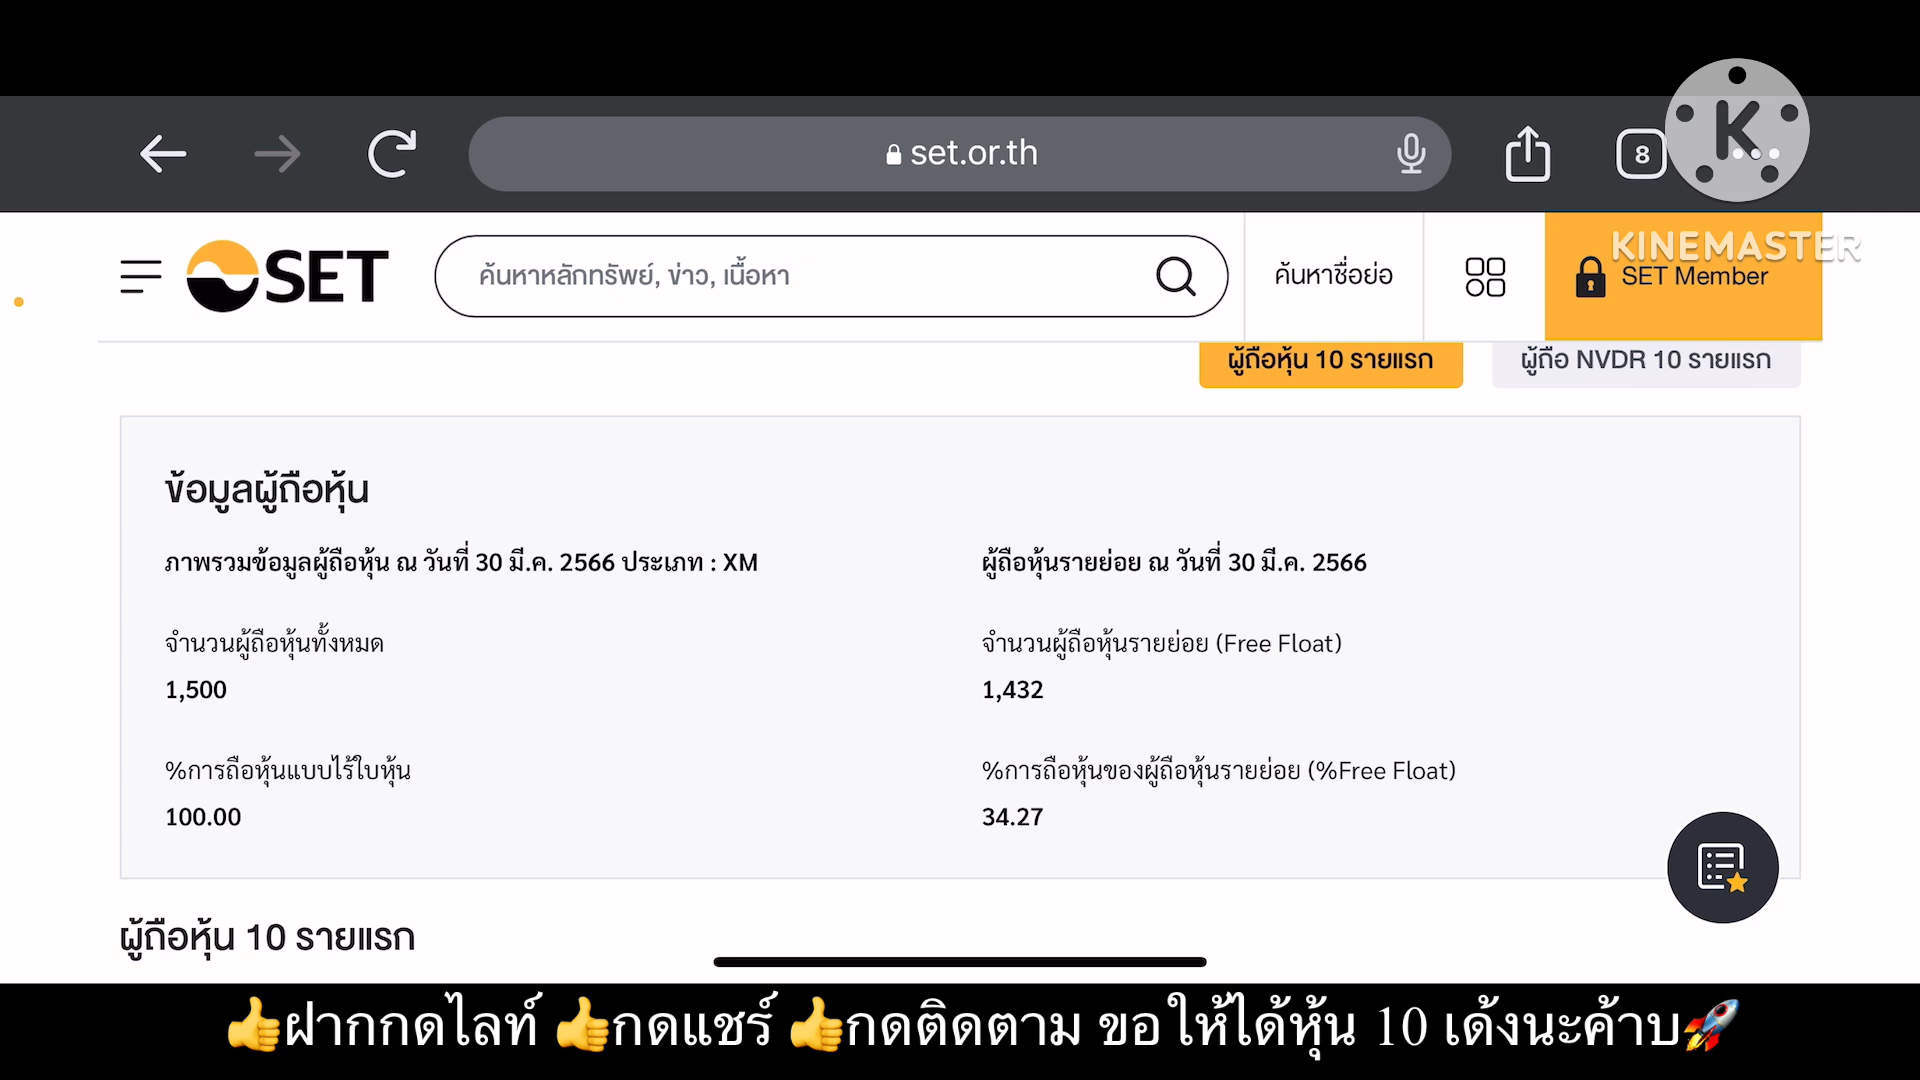 set.or.th
8
K
KINEMASTER
SET
ค้นหาหลักทรัพย์, ข่าว, เนื้อหา
ค้นหาชื่อย่อ
SET Member
ผู้ถือหุ้น 10 รายแรก
ผู้ถือ NVDR 10 รายแรก
ข้อมูลผู้ถือหุ้น
ภาพรวมข้อมูลผู้ถือหุ้น ณ วันที่ 30 มี.ค. 2566 ประเภท : XM
ผู้ถือหุ้นรายย่อย ณ วันที่ 30 มี.ค. 2566
จำนวนผู้ถือหุ้นทั้งหมด
จำนวนผู้ถือหุ้นรายย่อย (Free Float)
1,500
1,432
%การถือหุ้นแบบไร้ใบหุ้น
%การถือหุ้นของผู้ถือหุ้นรายย่อย (%Free Float)
100.00
34.27
ผู้ถือหุ้น 10 รายแรก
👍ฝากกดไลท์ 👍กดแชร์ 👍กดติดตาม ขอให้ได้หุ้น 10 เด้งนะค้าบ🚀